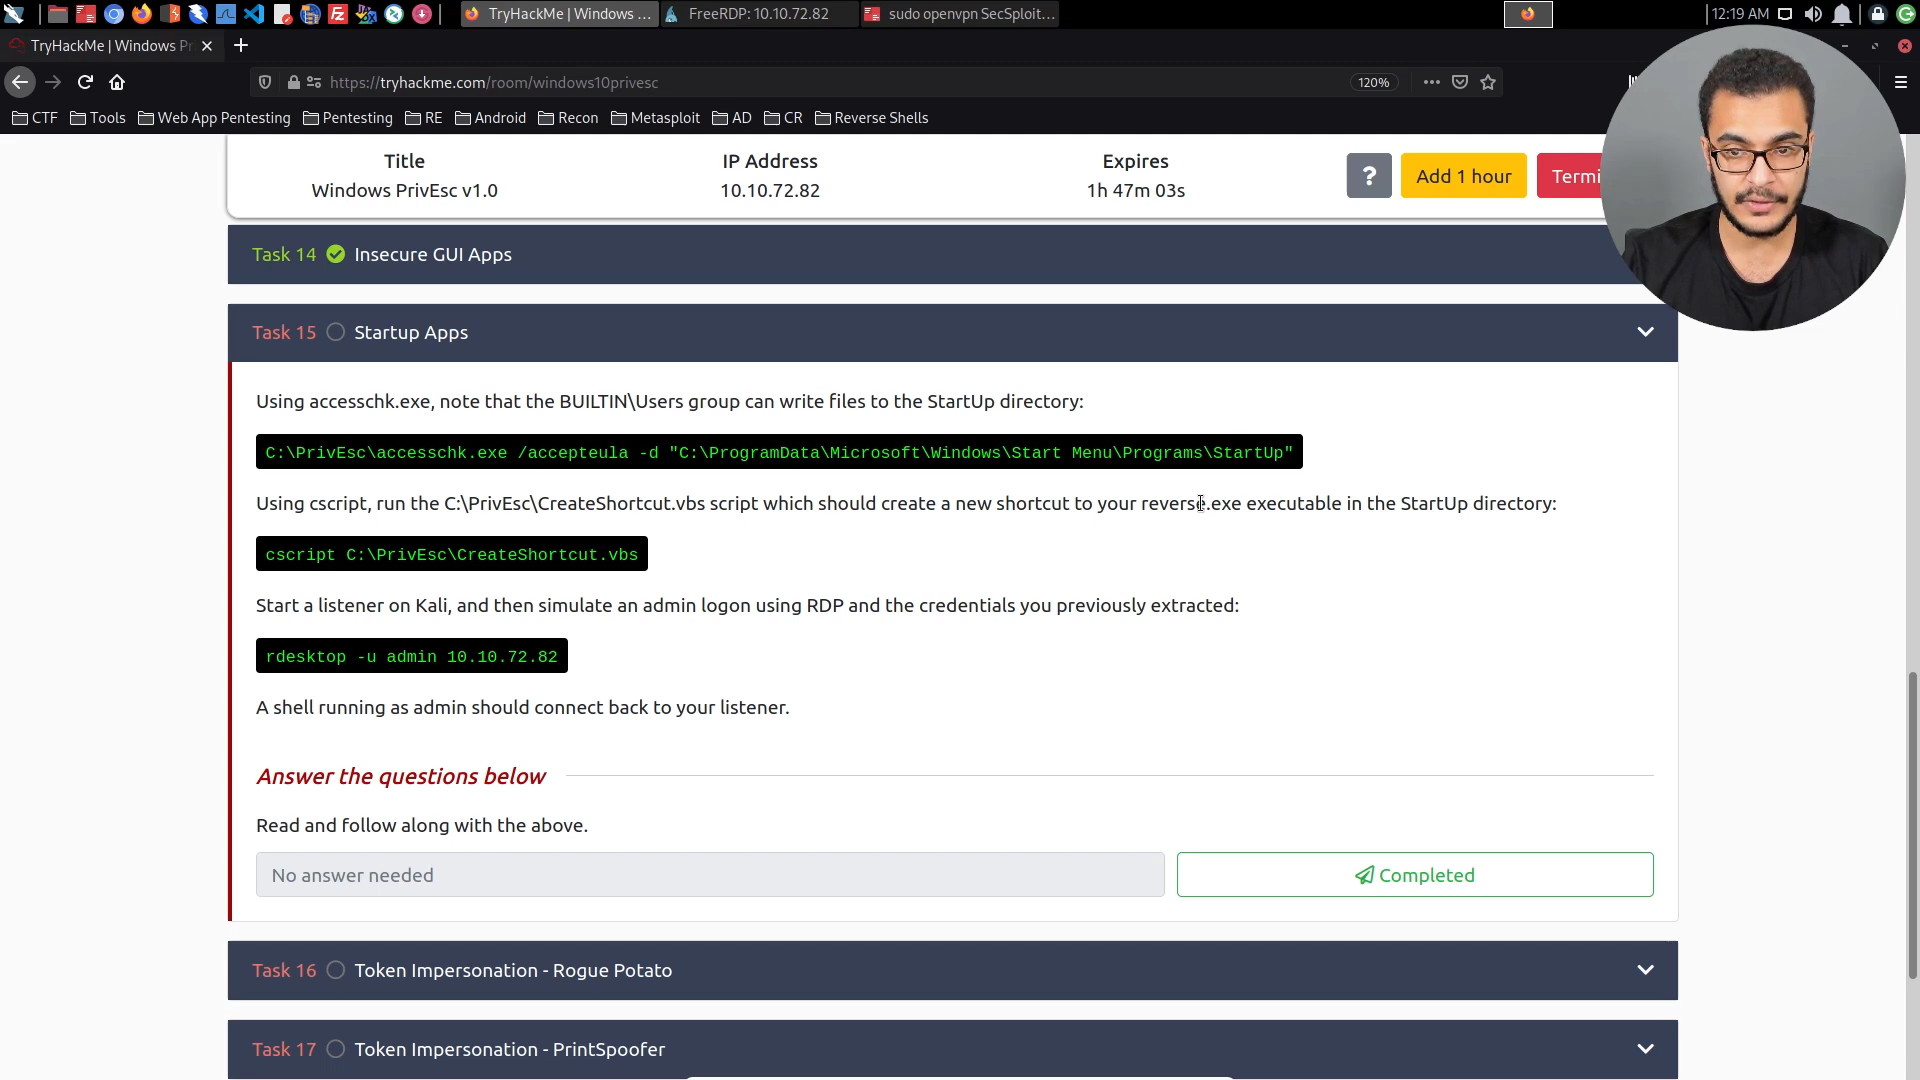 TryHackMe | Windows ...
FreeRDP: 10.10.72.82
sudo openvpn SecSploit...
12:19 AM
TryHackMe | Windows Pr
https://tryhackme.com/room/windows10privesc
120%
CTF
Tools
Web App Pentesting
Pentesting
RE
Android
Recon
Metasploit
AD
CR
Reverse Shells
Title
IP Address
Expires
Windows PrivEsc v1.0
10.10.72.82
1h 47m 03s
?
Add 1 hour
Termi
Task 14
Insecure GUI Apps
Task 15
Startup Apps
Using accesschk.exe, note that the BUILTIN\Users group can write files to the StartUp directory:
C:\PrivEsc\accesschk.exe /accepteula -d "C:\ProgramData\Microsoft\Windows\Start Menu\Programs\StartUp"
Using cscript, run the C:\PrivEsc\CreateShortcut.vbs script which should create a new shortcut to your reverse.exe executable in the StartUp directory:
cscript C:\PrivEsc\CreateShortcut.vbs
Start a listener on Kali, and then simulate an admin logon using RDP and the credentials you previously extracted:
rdesktop -u admin 10.10.72.82
A shell running as admin should connect back to your listener.
Answer the questions below
Read and follow along with the above.
No answer needed
Completed
Task 16
Token Impersonation - Rogue Potato
Task 17
Token Impersonation - PrintSpoofer